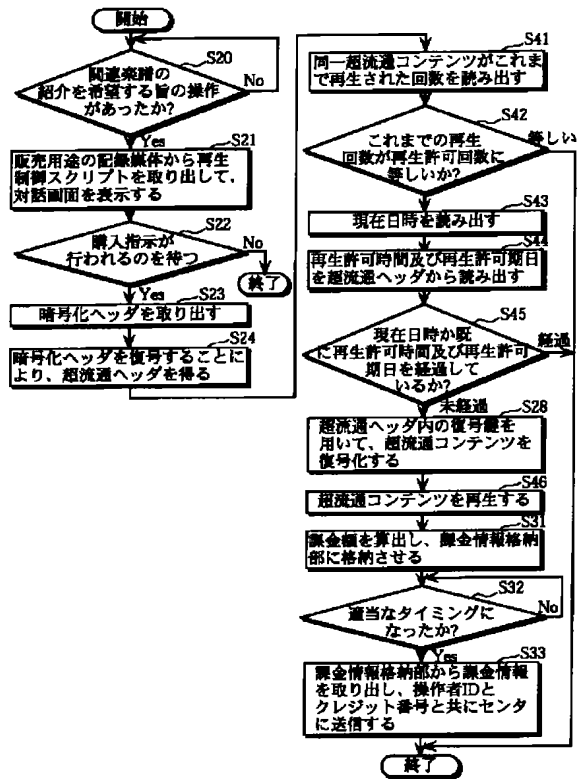 開始
S20
関連楽譜の
紹介を希望する旨の操作
があったか?
No
Yes
S21
販売用途の記録媒体から再生
制御スクリプトを取り出して、
対話画面を表示する
S22
購入指示が
行われるのを待つ
No
終了
Yes
S23
暗号化ヘッダを取り出す
S24
暗号化ヘッダを復号することに
より、超流通ヘッダを得る
S41
同一超流通コンテンツがこれま
で再生された回数を読み出す
S42
これまでの再生
回数が再生許可回数に
等しいか?
等しい
S43
現在日時を読み出す
S44
再生許可時間及び再生許可期日
を超流通ヘッダから読み出す
S45
現在日時か既
に再生許可時間及び再生許可
期日を経過して
いるか?
経過
未経過
S28
超流通ヘッダ内の復号鍵を
用いて、超流通コンテンツを
復号化する
S46
超流通コンテンツを再生する
S31
課金額を算出し、課金情報格納
部に格納させる
S32
適当なタイミングに
なったか?
No
Yes
S33
課金情報格納部から課金情報
を取り出し、操作者IDと
クレジット番号と共にセンタ
に送信する
終了